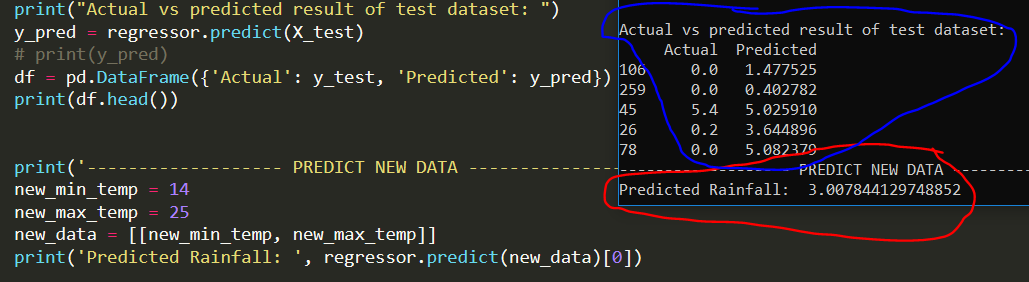 print("Actual vs predicted result of test dataset: ")
y_pred = regressor.predict(X_test)
# print(y_pred)
df = pd.DataFrame({'Actual': y_test, 'Predicted': y_pred})
print(df.head())
print('------------------- PREDICT NEW DATA ---------------
new_min_temp = 14
new_max_temp = 25
new_data = [[new_min_temp, new_max_temp]]
print('Predicted Rainfall: ', regressor.predict(new_data)[0])
Actual vs predicted result of test dataset:
Actual Predicted
106 0.0 1.477525
259 0.0 0.402782
45 5.4 5.025910
26 0.2 3.644896
78 0.0 5.082379
------------------- PREDICT NEW DATA ----------
Predicted Rainfall: 3.007844129748852